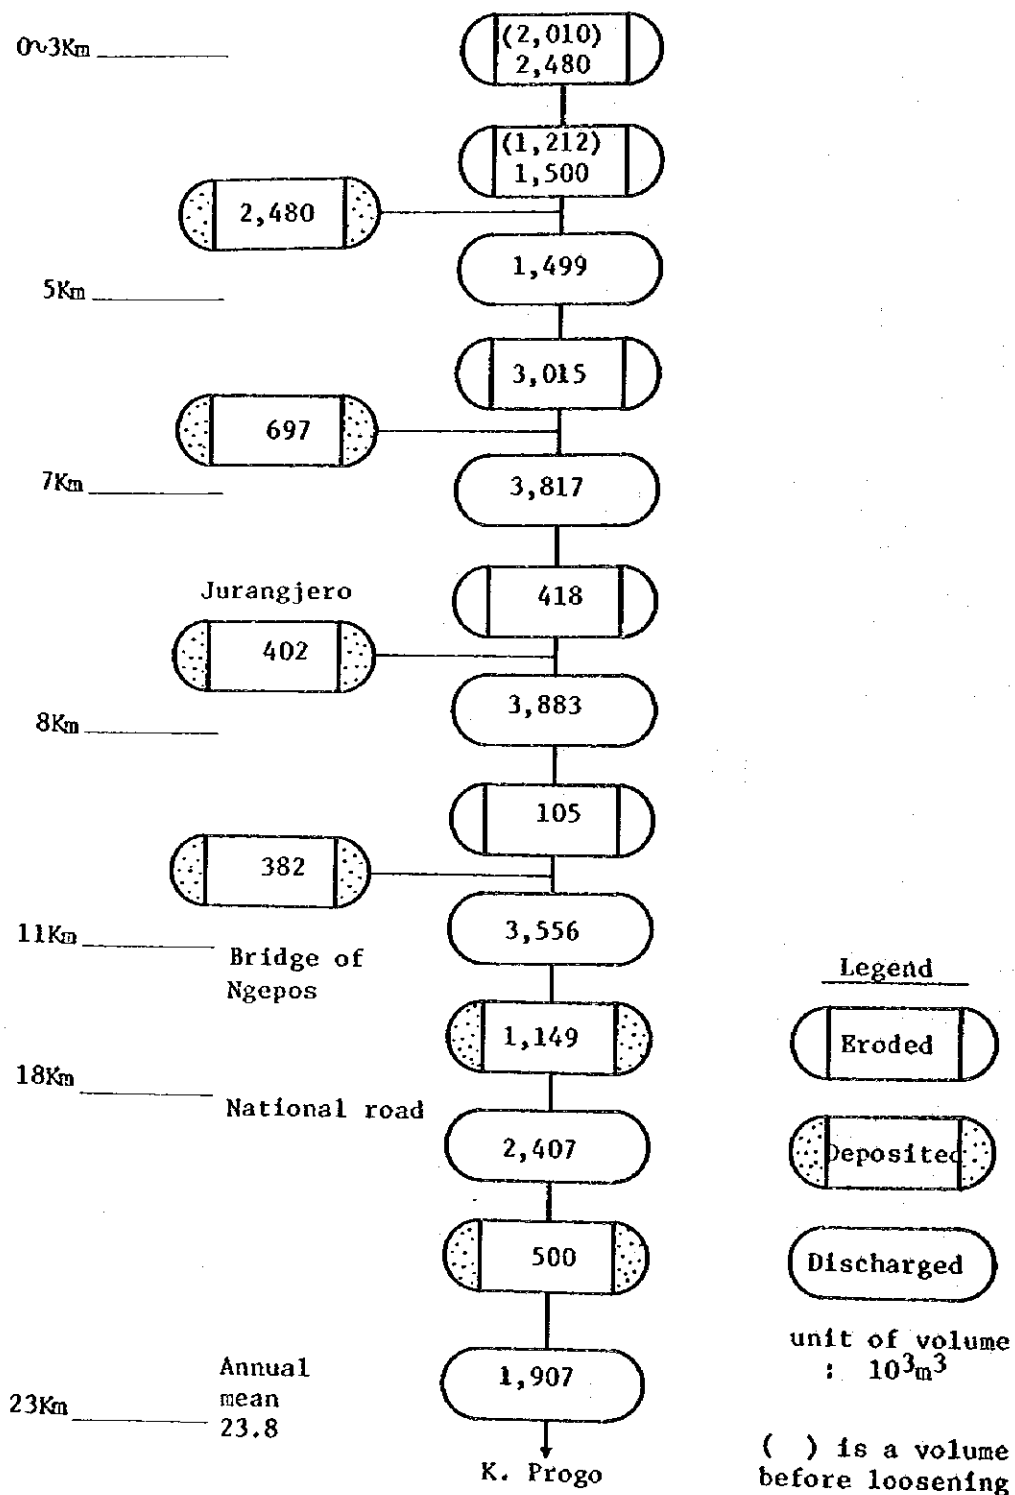 0~3Km
(2,010)
2,480
(1,212)
1,500
2,480
1,499
5Km
3,015
697
7Km
3,817
418
Jurangjero
402
3,883
8Km
105
382
3,556
11Km
Bridge of
Ngepos
1,149
18Km
National road
2,407
500
1,907
Annual
mean
23.8
23Km
K. Progo
Legend
Eroded
Deposited
Discharged
unit of volume
: 10³m³
( ) is a volume
before loosening